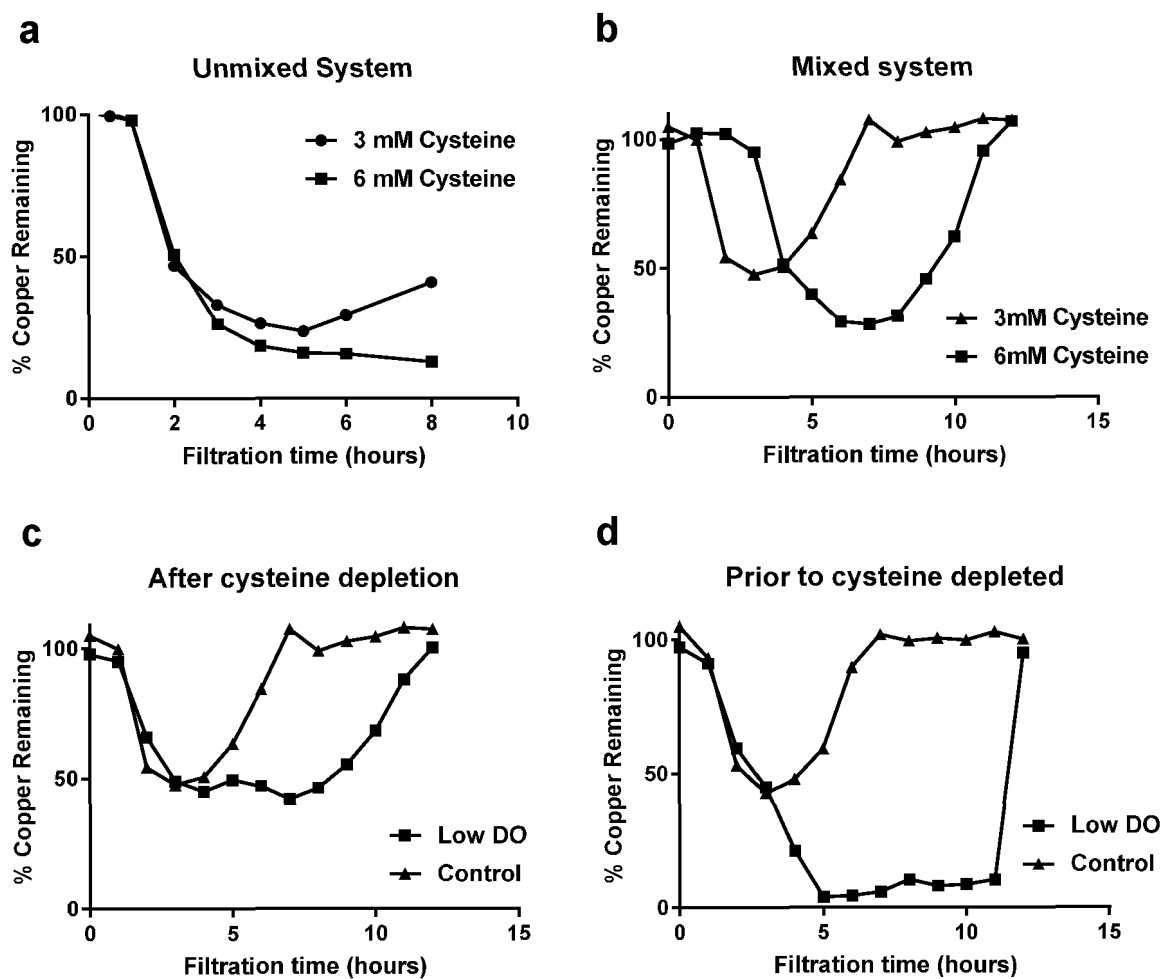 a
Unmixed System
% Copper Remaining
100
50
0
3 mM Cysteine
6 mM Cysteine
0 2 4 6 8 10
Filtration time (hours)
b
Mixed system
% Copper Remaining
100
50
0
3mM Cysteine
6mM Cysteine
0 5 10 15
Filtration time (hours)
c
After cysteine depletion
% Copper Remaining
100
50
0
Low DO
Control
0 5 10 15
Filtration time (hours)
d
Prior to cysteine depleted
% Copper Remaining
100
50
0
Low DO
Control
0 5 10 15
Filtration time (hours)